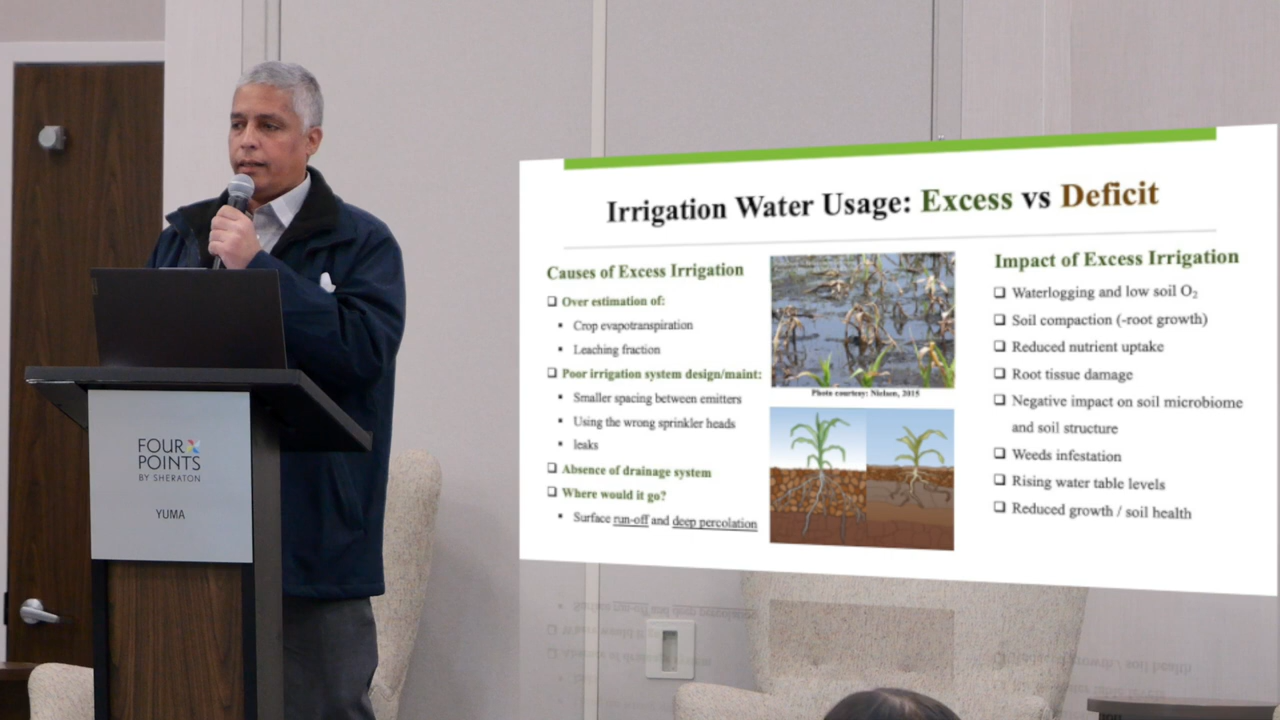 FOUR
POINTS
BY SHERATON
YUMA
Irrigation Water Usage: Excess vs Deficit
Causes of Excess Irrigation
❑ Over estimation of:
▪ Crop evapotranspiration
▪ Leaching fraction
❑ Poor irrigation system design/maint:
▪ Smaller spacing between emitters
▪ Using the wrong sprinkler heads
▪ leaks
❑ Absence of drainage system
❑ Where would it go?
▪ Surface run-off and deep percolation
Photo courtesy: Nielsen, 2015
Impact of Excess Irrigation
❑ Waterlogging and low soil O₂
❑ Soil compaction (-root growth)
❑ Reduced nutrient uptake
❑ Root tissue damage
❑ Negative impact on soil microbiome
and soil structure
❑ Weeds infestation
❑ Rising water table levels
❑ Reduced growth / soil health